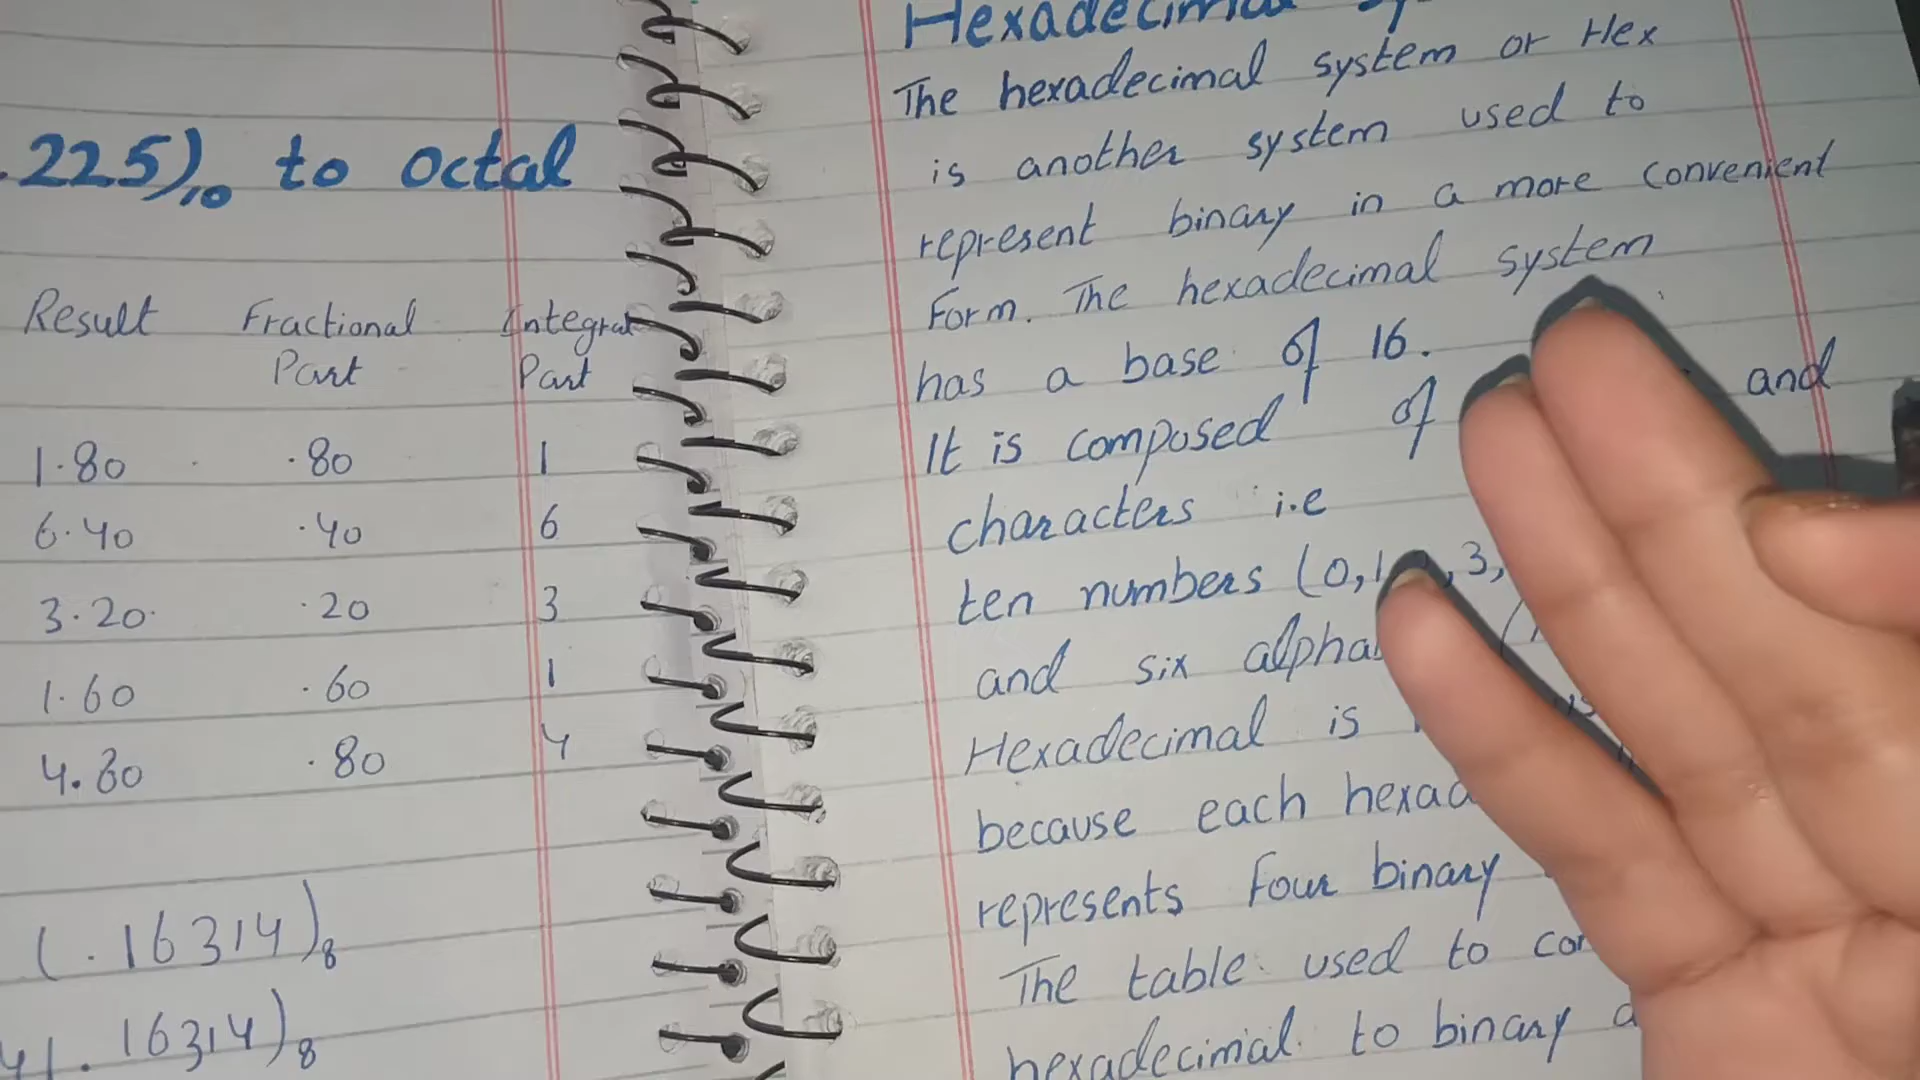 .225)10 to Octal
Result Fractional Part Integral Part
1.80 .80 1
6.40 .40 6
3.20 .20 3
1.60 .60 1
4.80 .80 4
(.16314)8
.16314)8
Hexadecimal
The hexadecimal system or Hex
is another system used to
represent binary in a more convenient
Form. The hexadecimal system
has a base of 16.
It is composed of and
characters i.e
ten numbers (0,1, ,3,
and six
Hexadecimal is
because each
represents Four binary
The table used to
hexadecimal to binary